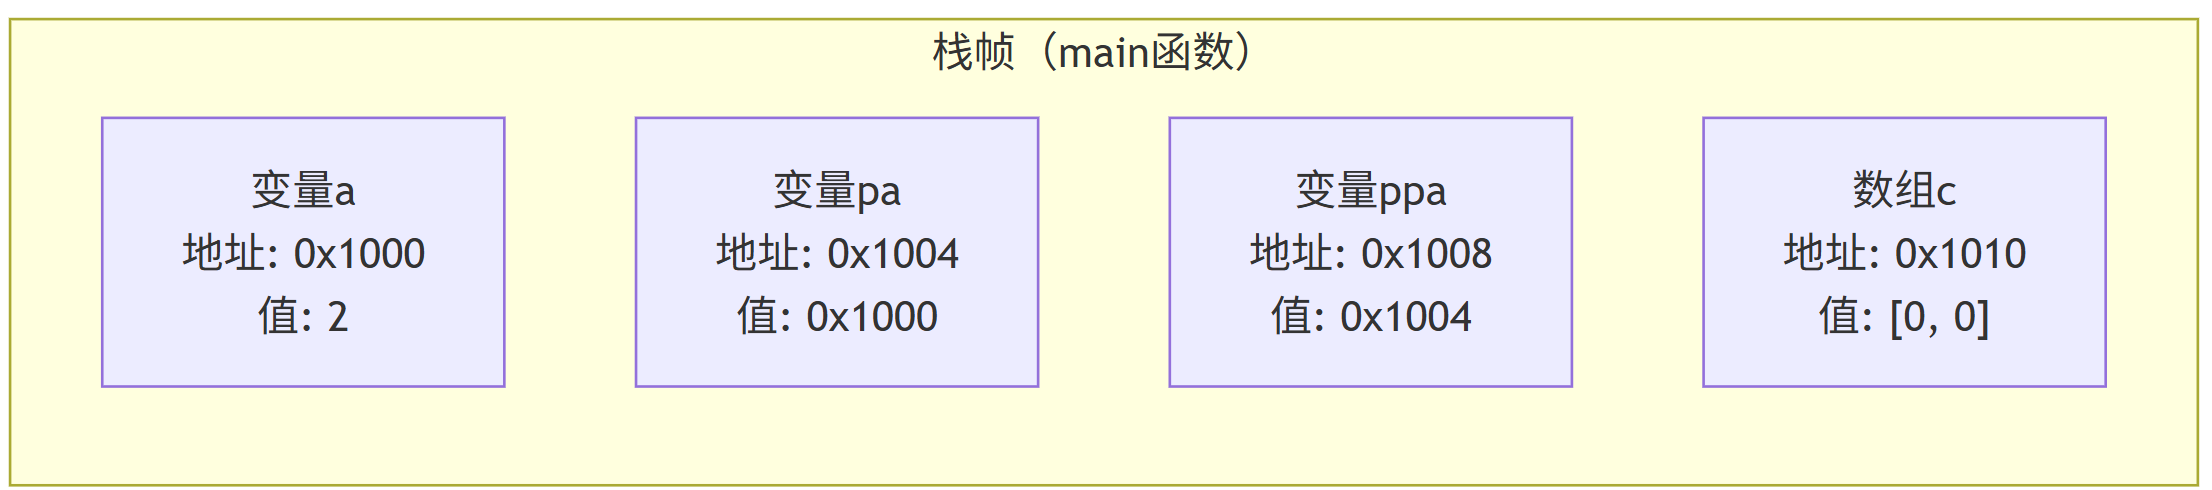 栈帧（main函数）
变量a
地址: 0x1000
值: 2
变量pa
地址: 0x1004
值: 0x1000
变量ppa
地址: 0x1008
值: 0x1004
数组c
地址: 0x1010
值: [0, 0]